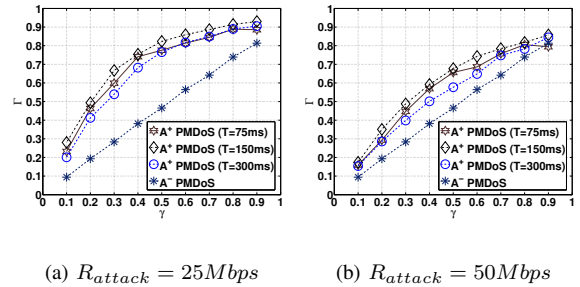 1
0.9
0.8
0.7
0.6
0.5
0.4
0.3
0.2
0.1
0
Γ
A⁺ PMDoS (T=75ms)
A⁺ PMDoS (T=150ms)
A⁺ PMDoS (T=300ms)
A⁻ PMDoS
0 0.1 0.2 0.3 0.4 0.5 0.6 0.7 0.8 0.9 1
γ
(a) R_attack = 25Mbps
1
0.9
0.8
0.7
0.6
0.5
0.4
0.3
0.2
0.1
0
Γ
A⁺ PMDoS (T=75ms)
A⁺ PMDoS (T=150ms)
A⁺ PMDoS (T=300ms)
A⁻ PMDoS
0 0.1 0.2 0.3 0.4 0.5 0.6 0.7 0.8 0.9 1
γ
(b) R_attack = 50Mbps